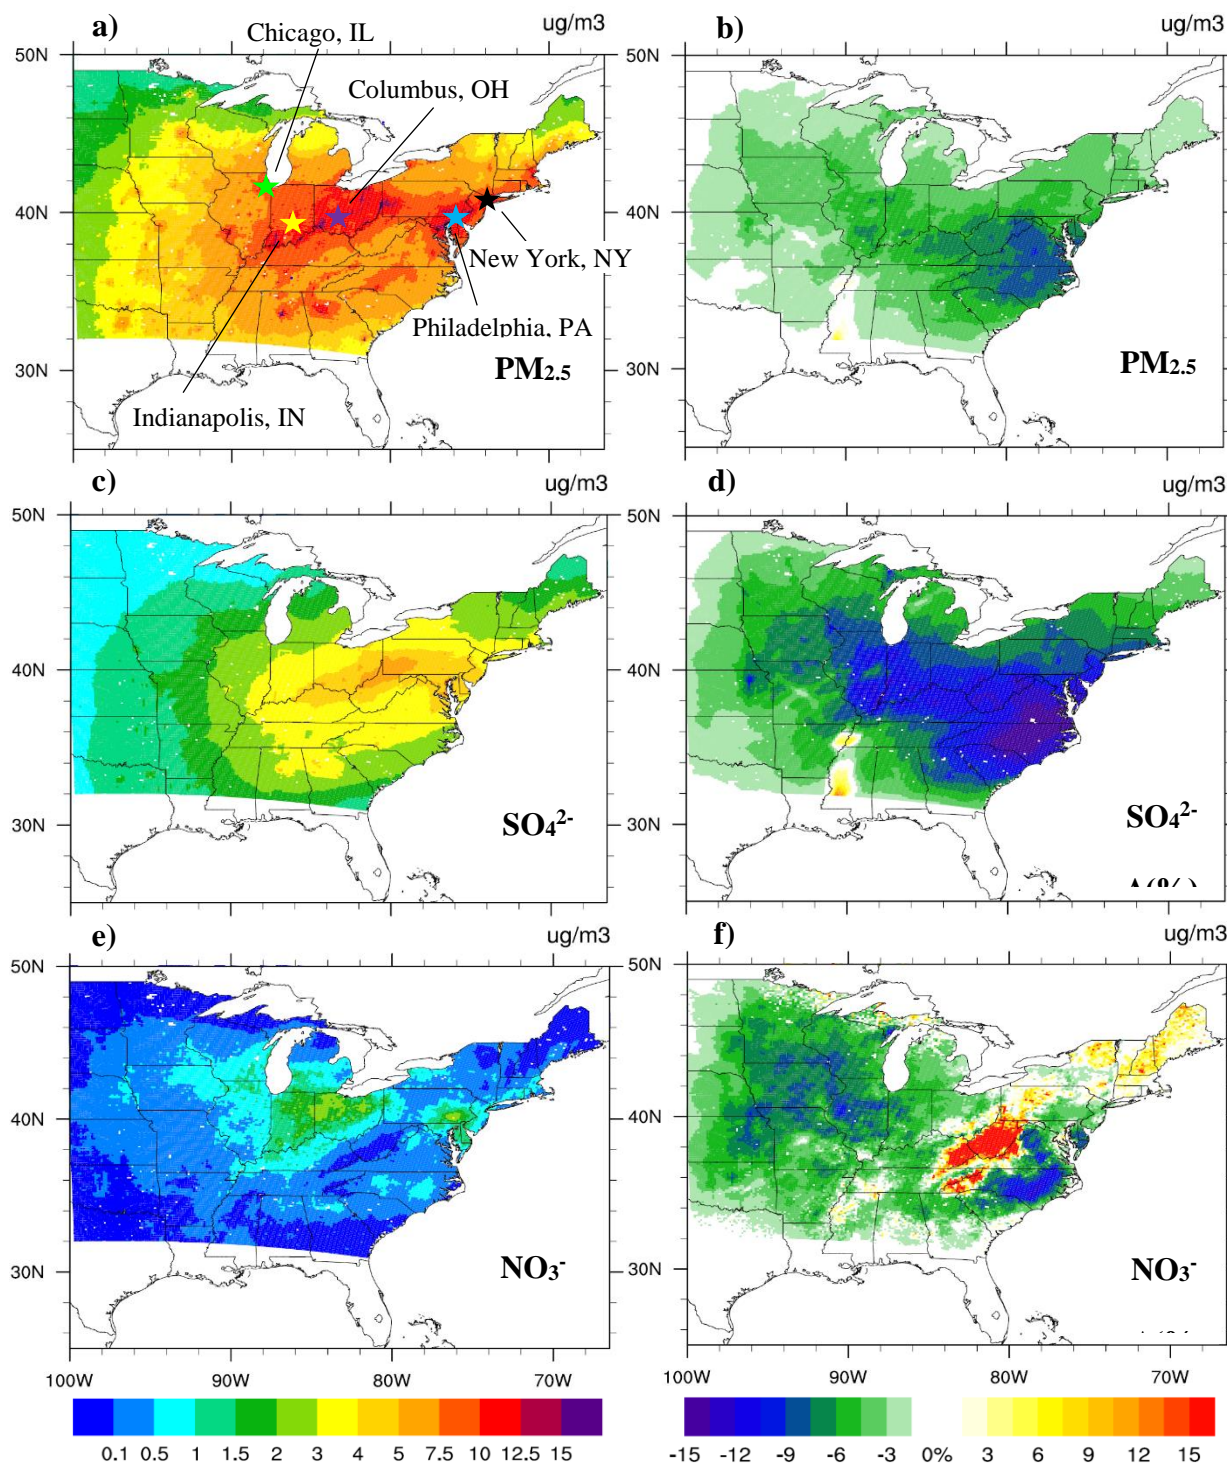 a)
ug/m3
b)
ug/m3
Chicago, IL
50N
50N
Columbus, OH
40N
40N
New York, NY
Philadelphia, PA
30N
PM2.5
30N
PM2.5
Indianapolis, IN
c)
ug/m3
d)
ug/m3
50N
50N
40N
40N
30N
SO₄²⁻
30N
SO₄²⁻
e)
ug/m3
f)
ug/m3
50N
50N
40N
40N
30N
NO₃⁻
30N
NO₃⁻
100W 90W 80W 70W
90W 80W 70W
0.1 0.5 1 1.5 2 3 4 5 7.5 10 12.5 15
-15 -12 -9 -6 -3 0% 3 6 9 12 15